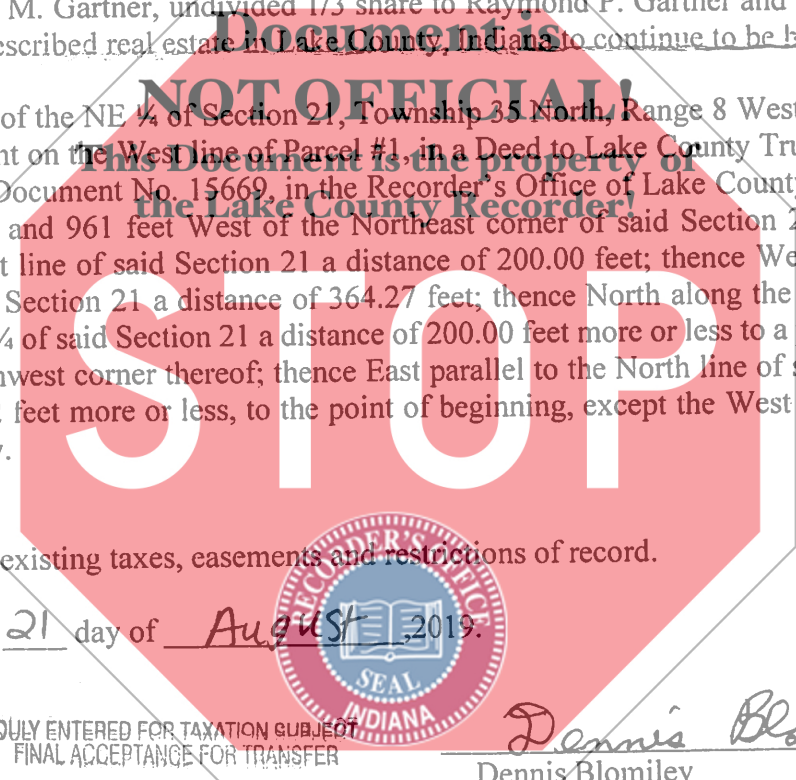 M. Gartner, undivided 1/3 share to Raymond P. Gartner and
Document is
escribed real estate in Lake County, Indiana to continue to be h
NOT OFFICIAL!
of the NE ¼ of Section 21, Township 35 North, Range 8 West
This Document is the property of
nt on the West line of Parcel #1, in a Deed to Lake County Tru
Document No. 15669, in the Recorder's Office of Lake County
the Lake County Recorder!
and 961 feet West of the Northeast corner of said Section 2
t line of said Section 21 a distance of 200.00 feet; thence We
Section 21 a distance of 364.27 feet; thence North along the
¼ of said Section 21 a distance of 200.00 feet more or less to a
hwest corner thereof; thence East parallel to the North line of s
feet more or less, to the point of beginning, except the West
STOP
existing taxes, easements and restrictions of record.
21 day of August ,2019.
RECORDER'S OFFICE
SEAL
INDIANA
DULY ENTERED FOR TAXATION SUBJECT
FINAL ACCEPTANCE FOR TRANSFER
Dennis Blo
Dennis Blomiley